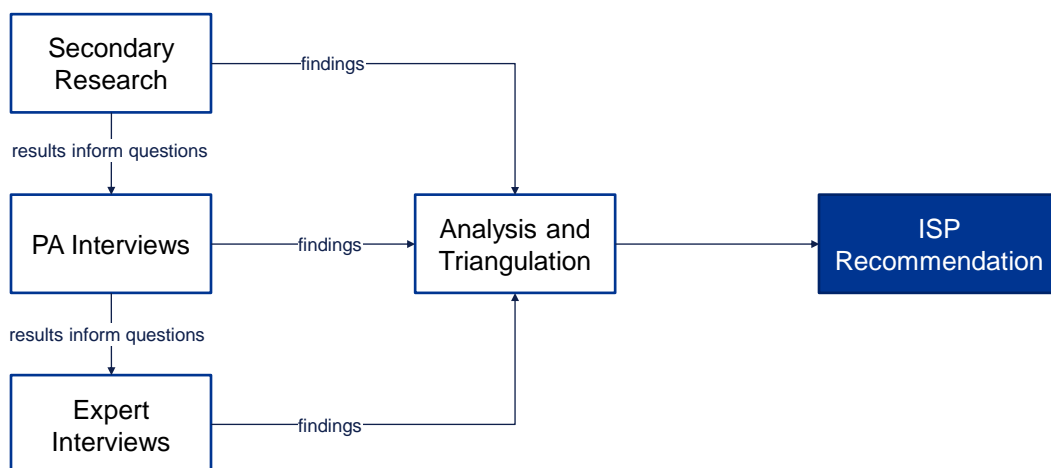 Secondary
Research
findings
results inform questions
PA Interviews
findings
Analysis and
Triangulation
ISP
Recommendation
results inform questions
Expert
Interviews
findings